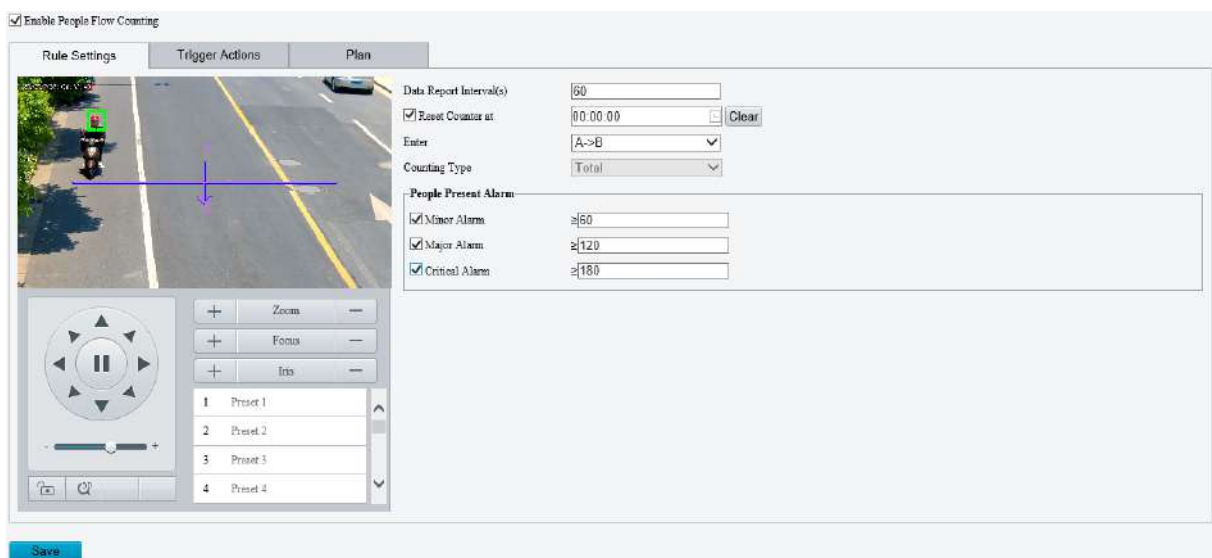 Enable People Flow Counting
Rule Settings
Trigger Actions
Plan
Data Report Interval(s) 60
Reset Counter at 00:00:00 Clear
Enter A->B
Counting Type Total
People Present Alarm
Minor Alarm ≥60
Major Alarm ≥120
Critical Alarm ≥180
+ Zoom −
+ Focus −
+ Iris −
1 Preset 1
2 Preset 2
3 Preset 3
4 Preset 4
- +
Save